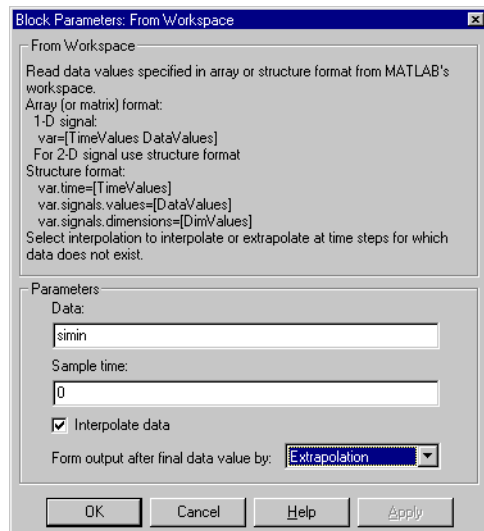 Block Parameters: From Workspace
From Workspace
Read data values specified in array or structure format from MATLAB's
workspace.
Array (or matrix) format:
1-D signal:
var=[TimeValues DataValues]
For 2-D signal use structure format
Structure format:
var.time=[TimeValues]
var.signals.values=[DataValues]
var.signals.dimensions=[DimValues]
Select interpolation to interpolate or extrapolate at time steps for which
data does not exist.
Parameters
Data:
simin
Sample time:
0
Interpolate data
Form output after final data value by: Extrapolation
OK Cancel Help Apply